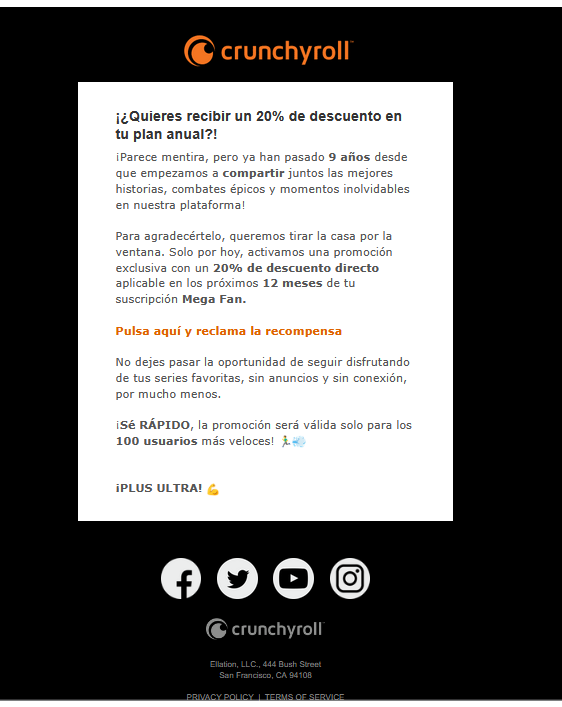 crunchyroll
¡¿Quieres recibir un 20% de descuento en
tu plan anual?!
¡Parece mentira, pero ya han pasado 9 años desde
que empezamos a compartir juntos las mejores
historias, combates épicos y momentos inolvidables
en nuestra plataforma!
Para agradecértelo, queremos tirar la casa por la
ventana. Solo por hoy, activamos una promoción
exclusiva con un 20% de descuento directo
aplicable en los próximos 12 meses de tu
suscripción Mega Fan.
Pulsa aquí y reclama la recompensa
No dejes pasar la oportunidad de seguir disfrutando
de tus series favoritas, sin anuncios y sin conexión,
por mucho menos.
¡Sé RÁPIDO, la promoción será válida solo para los
100 usuarios más veloces! 🏃💨
¡PLUS ULTRA! 💪
crunchyroll
Ellation, LLC., 444 Bush Street
San Francisco, CA 94108
PRIVACY POLICY | TERMS OF SERVICE